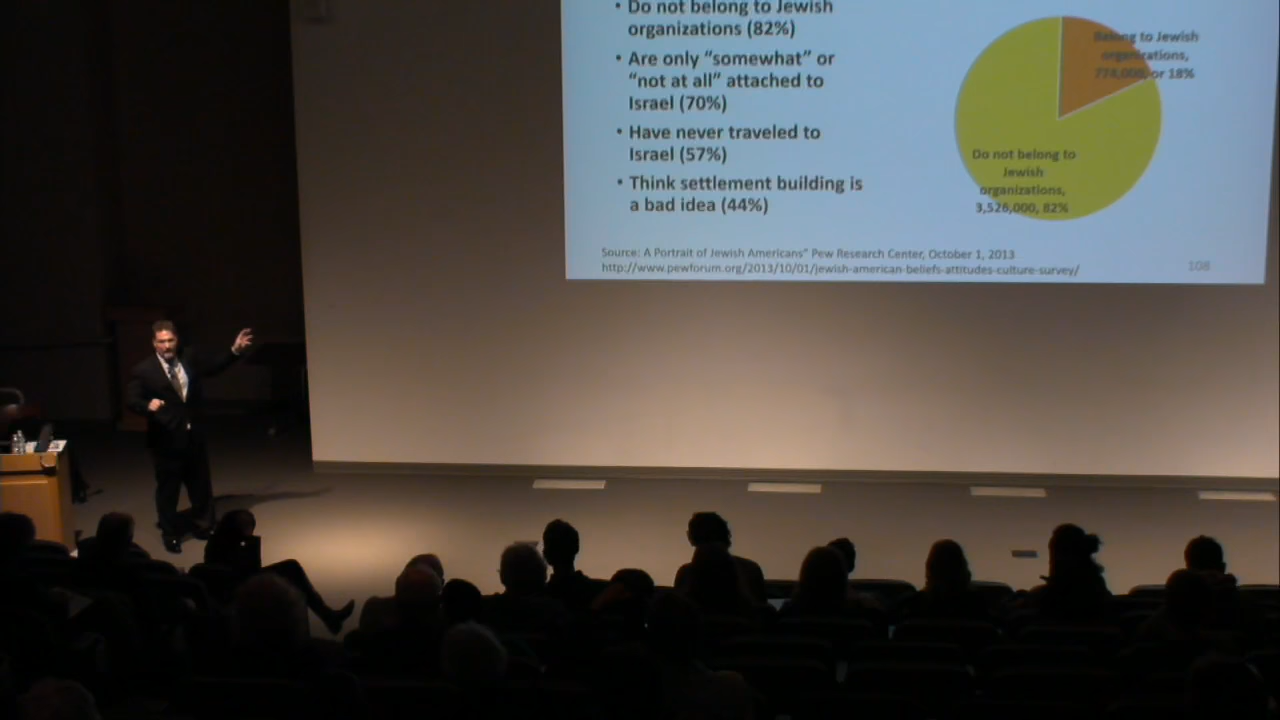 • Do not belong to Jewish
organizations (82%)
• Are only “somewhat” or
“not at all” attached to
Israel (70%)
• Have never traveled to
Israel (57%)
• Think settlement building is
a bad idea (44%)
Belong to Jewish
organizations,
778,000, or 18%
Do not belong to
Jewish
organizations,
3,526,000, 82%
Source: A Portrait of Jewish Americans” Pew Research Center, October 1, 2013
http://www.pewforum.org/2013/10/01/jewish-american-beliefs-attitudes-culture-survey/
108